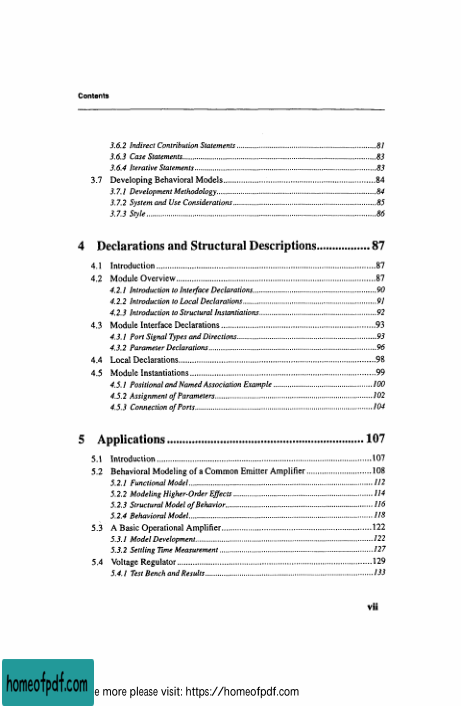 Contents
3.6.2 Indirect Contribution Statements ....................81
3.6.3 Case Statements....................83
3.6.4 Iterative Statements....................83
3.7 Developing Behavioral Models....................84
3.7.1 Development Methodology....................84
3.7.2 System and Use Considerations....................85
3.7.3 Style....................86
4 Declarations and Structural Descriptions................. 87
4.1 Introduction....................87
4.2 Module Overview....................87
4.2.1 Introduction to Interface Declarations....................90
4.2.2 Introduction to Local Declarations....................91
4.2.3 Introduction to Structural Instantiations....................92
4.3 Module Interface Declarations....................93
4.3.1 Port Signal Types and Directions....................93
4.3.2 Parameter Declarations....................96
4.4 Local Declarations....................98
4.5 Module Instantiations....................99
4.5.1 Positional and Named Association Example....................100
4.5.2 Assignment of Parameters....................102
4.5.3 Connection of Ports....................104
5 Applications.................... 107
5.1 Introduction....................107
5.2 Behavioral Modeling of a Common Emitter Amplifier....................108
5.2.1 Functional Model....................112
5.2.2 Modeling Higher-Order Effects....................114
5.2.3 Structural Model of Behavior....................116
5.2.4 Behavioral Model....................118
5.3 A Basic Operational Amplifier....................122
5.3.1 Model Development....................122
5.3.2 Settling Time Measurement....................127
5.4 Voltage Regulator....................129
5.4.1 Test Bench and Results....................133
vii
homeofpdf.com
e more please visit: https://homeofpdf.com